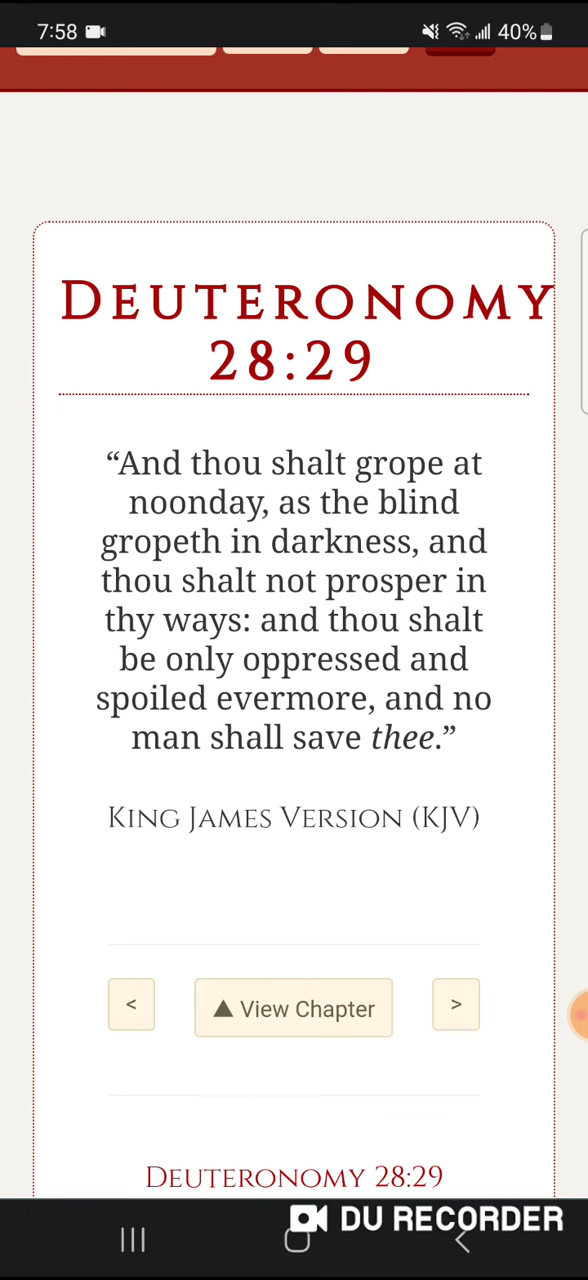 7:58 40%
DEUTERONOMY
28:29
“And thou shalt grope at
noonday, as the blind
gropeth in darkness, and
thou shalt not prosper in
thy ways: and thou shalt
be only oppressed and
spoiled evermore, and no
man shall save thee.”
KING JAMES VERSION (KJV)
< ▲ View Chapter >
DEUTERONOMY 28:29
DU RECORDER